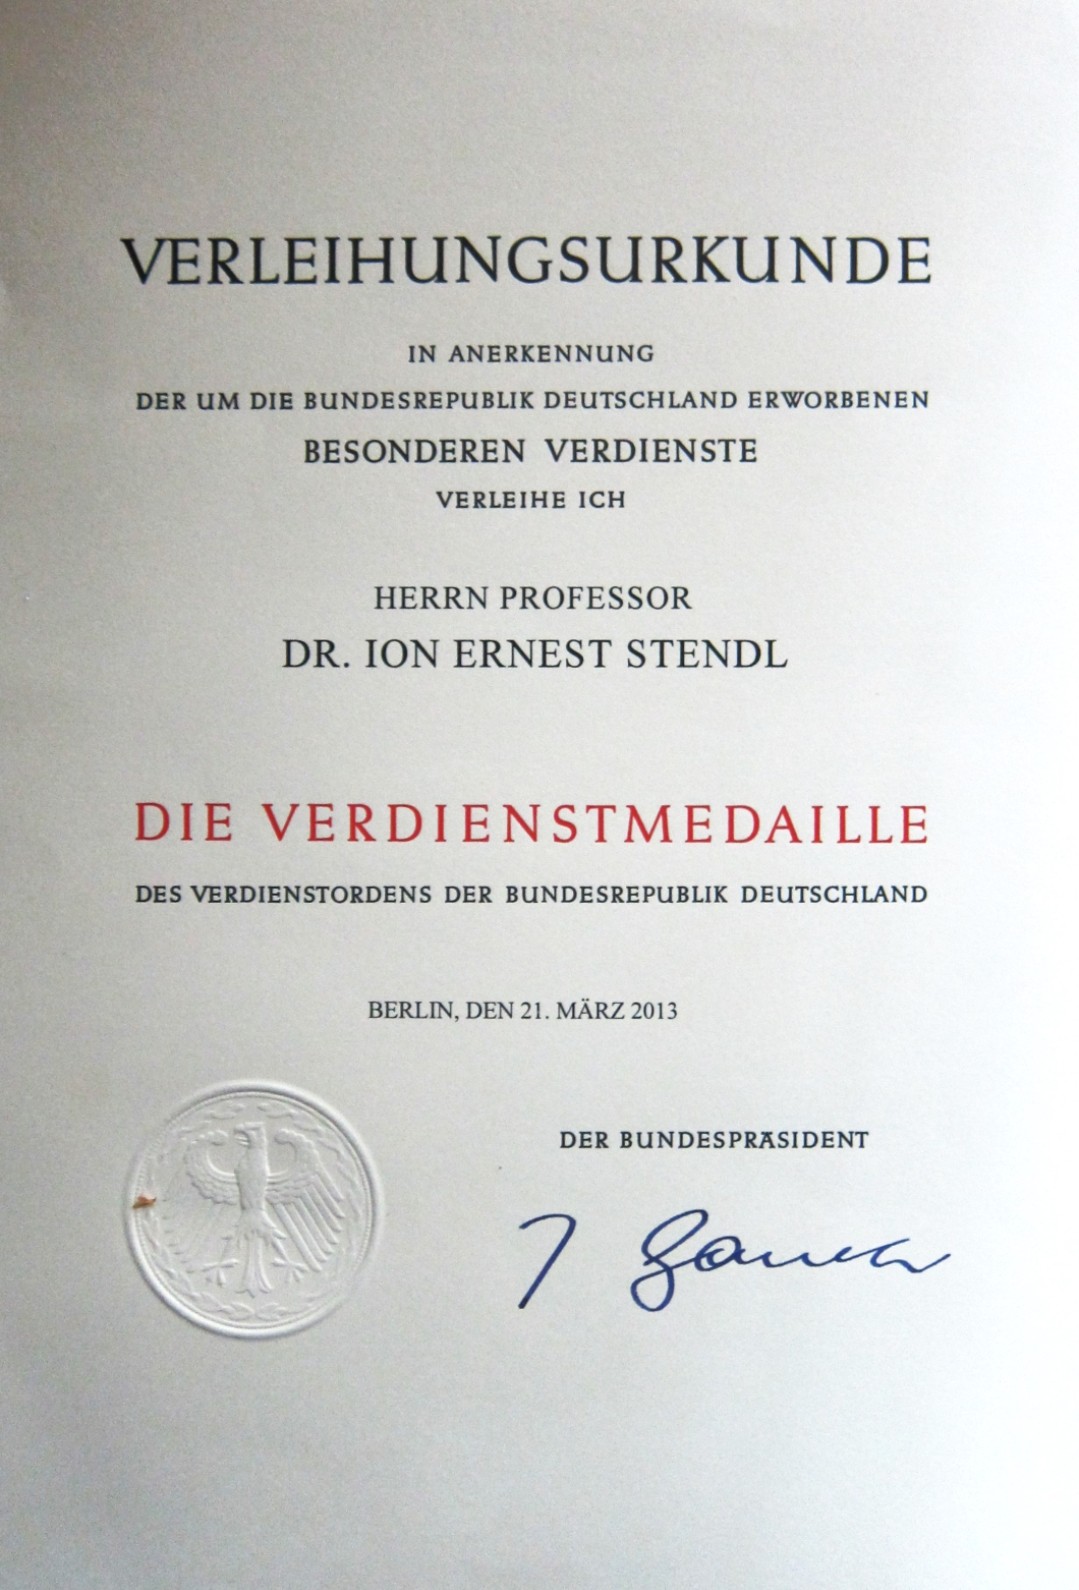 VERLEIHUNGSURKUNDE
IN ANERKENNUNG
DER UM DIE BUNDESREPUBLIK DEUTSCHLAND ERWORBENEN
BESONDEREN VERDIENSTE
VERLEIHE ICH
HERRN PROFESSOR
DR. ION ERNEST STENDL
DIE VERDIENSTMEDAILLE
DES VERDIENSTORDENS DER BUNDESREPUBLIK DEUTSCHLAND
BERLIN, DEN 21. MÄRZ 2013
DER BUNDESPRÄSIDENT
J Gauck